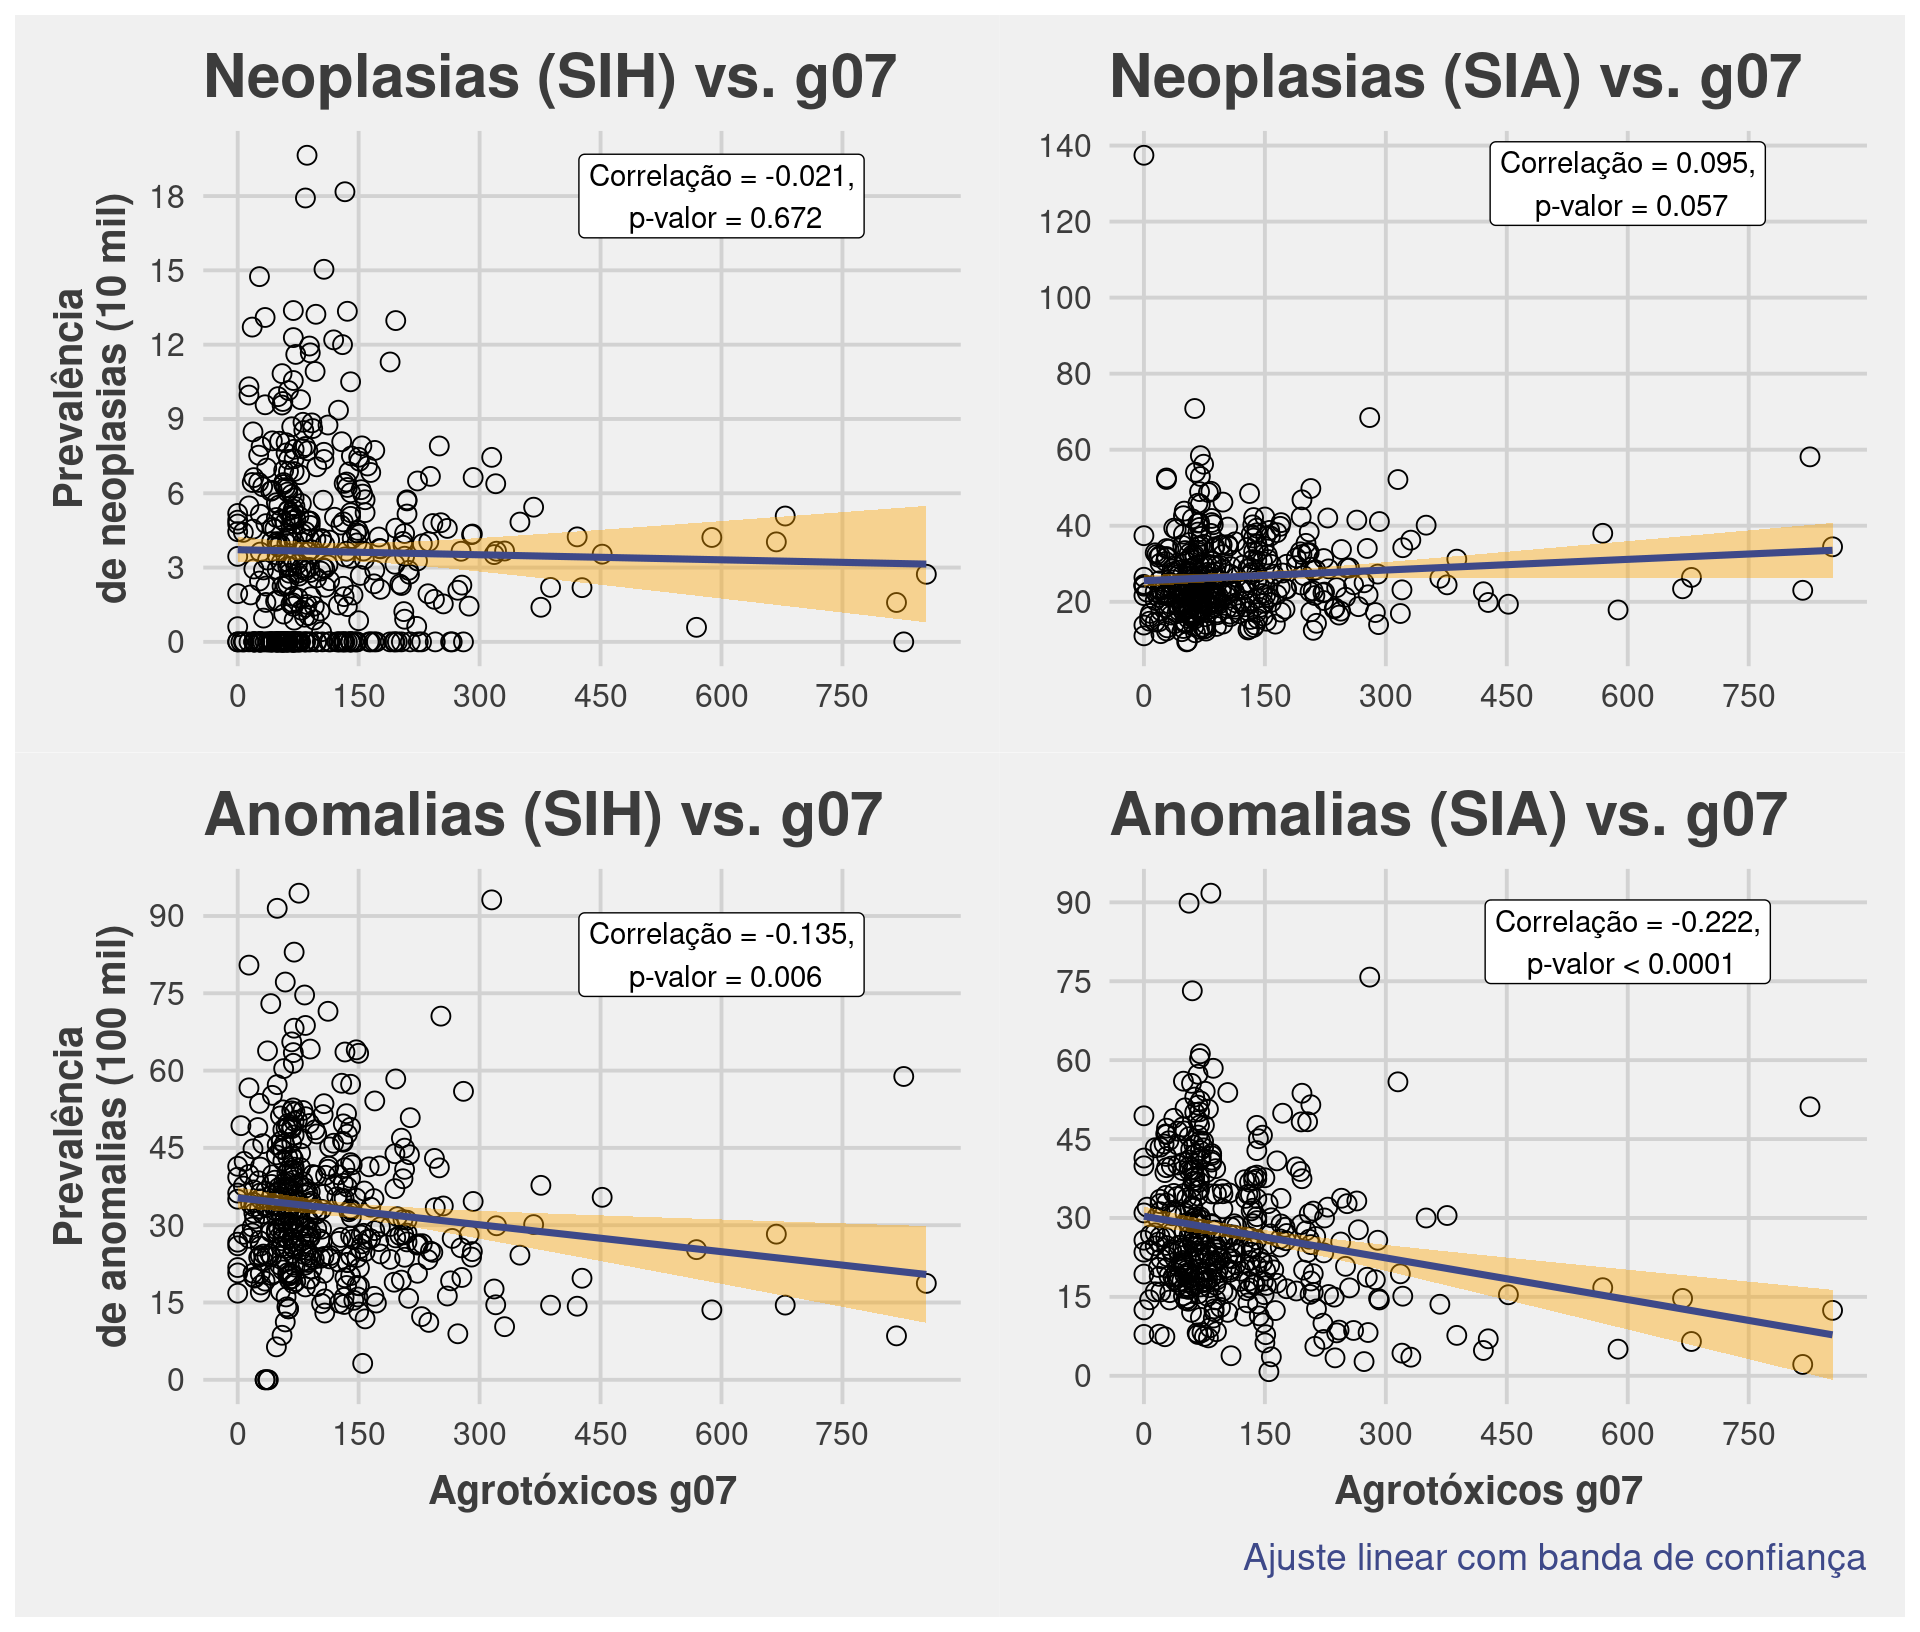 Neoplasias (SIH) vs. g07
Prevalência
de neoplasias (10 mil)
18
15
12
9
6
3
0
Correlação = -0.021,
p-valor = 0.672
0 150 300 450 600 750
Neoplasias (SIA) vs. g07
140
120
100
80
60
40
20
Correlação = 0.095,
p-valor = 0.057
0 150 300 450 600 750
Anomalias (SIH) vs. g07
Prevalência
de anomalias (100 mil)
90
75
60
45
30
15
0
Correlação = -0.135,
p-valor = 0.006
0 150 300 450 600 750
Agrotóxicos g07
Anomalias (SIA) vs. g07
90
75
60
45
30
15
0
Correlação = -0.222,
p-valor < 0.0001
0 150 300 450 600 750
Agrotóxicos g07
Ajuste linear com banda de confiança